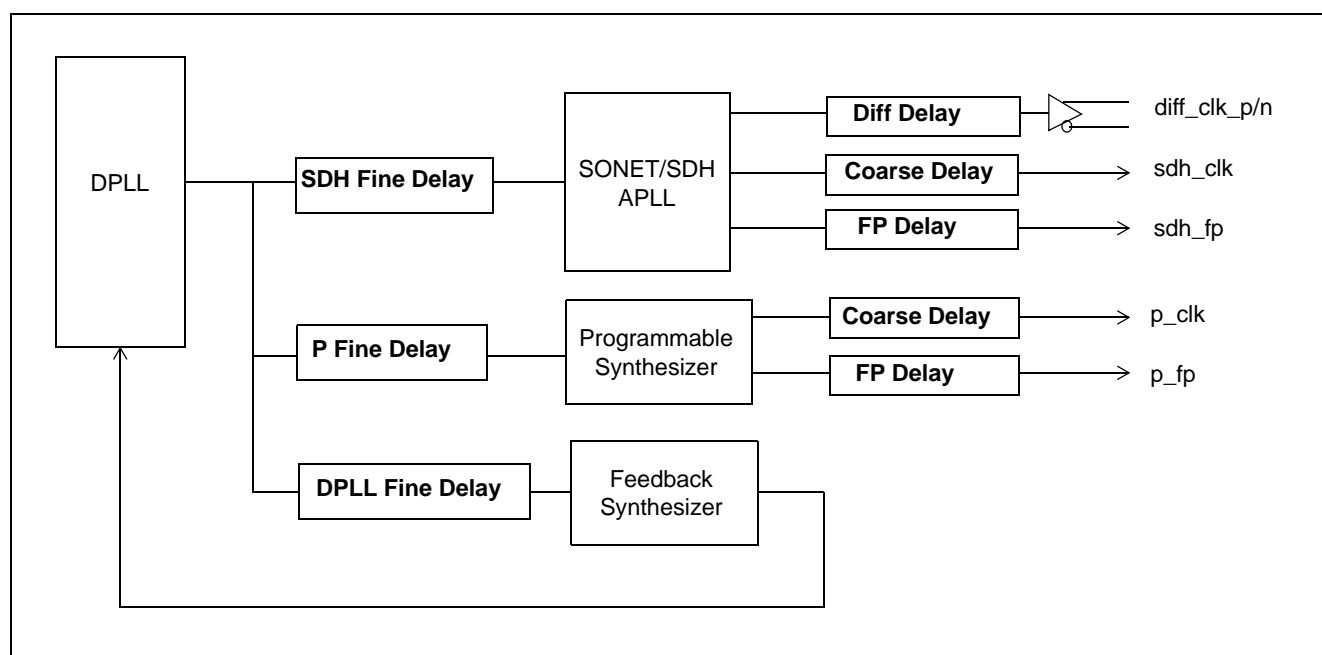 DPLL
SDH Fine Delay
SONET/SDH
APLL
Diff Delay
diff_clk_p/n
Coarse Delay
sdh_clk
FP Delay
sdh_fp
P Fine Delay
Programmable
Synthesizer
Coarse Delay
p_clk
FP Delay
p_fp
DPLL Fine Delay
Feedback
Synthesizer